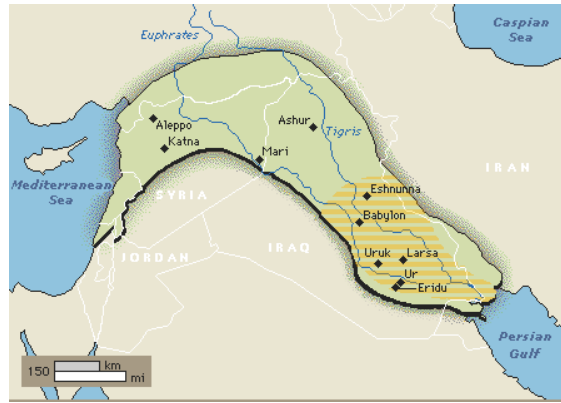 Caspian
Sea
Euphrates
Aleppo
Katna
Ashur
Tigris
Mari
IRAN
Mediterranean
Sea
SYRIA
Eshnunna
Babylon
IRAQ
JORDAN
Uruk
Larsa
Ur
Eridu
Persian
Gulf
150 km
mi